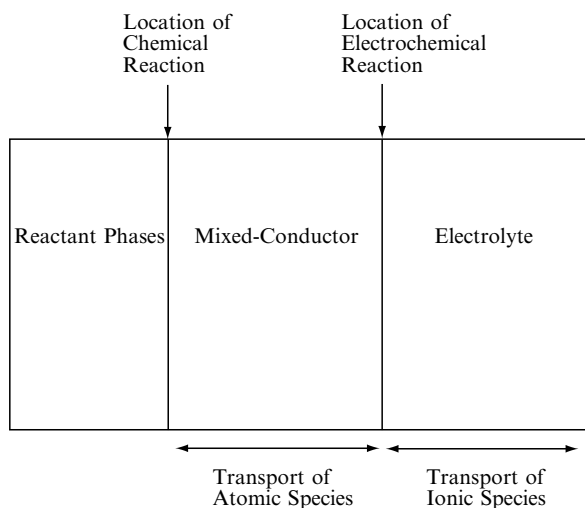 Location of
Chemical
Reaction
Location of
Electrochemical
Reaction
Reactant Phases
Mixed-Conductor
Electrolyte
Transport of
Atomic Species
Transport of
Ionic Species